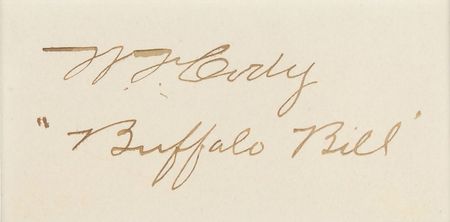 W. F. Cody
"Buffalo Bill"